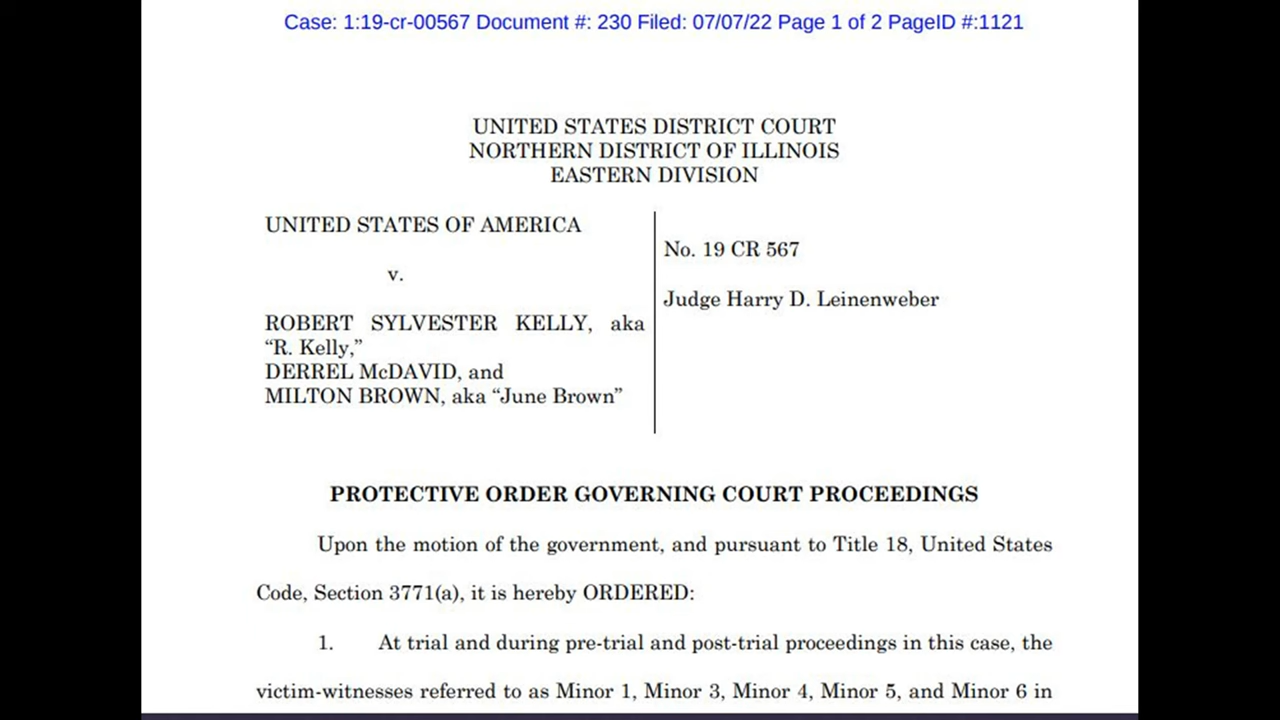 Case: 1:19-cr-00567 Document #: 230 Filed: 07/07/22 Page 1 of 2 PageID #:1121
UNITED STATES DISTRICT COURT
NORTHERN DISTRICT OF ILLINOIS
EASTERN DIVISION
UNITED STATES OF AMERICA
v.
ROBERT SYLVESTER KELLY, aka
“R. Kelly,”
DERREL McDAVID, and
MILTON BROWN, aka “June Brown”
No. 19 CR 567
Judge Harry D. Leinenweber
PROTECTIVE ORDER GOVERNING COURT PROCEEDINGS
Upon the motion of the government, and pursuant to Title 18, United States
Code, Section 3771(a), it is hereby ORDERED:
1. At trial and during pre-trial and post-trial proceedings in this case, the
victim-witnesses referred to as Minor 1, Minor 3, Minor 4, Minor 5, and Minor 6 in